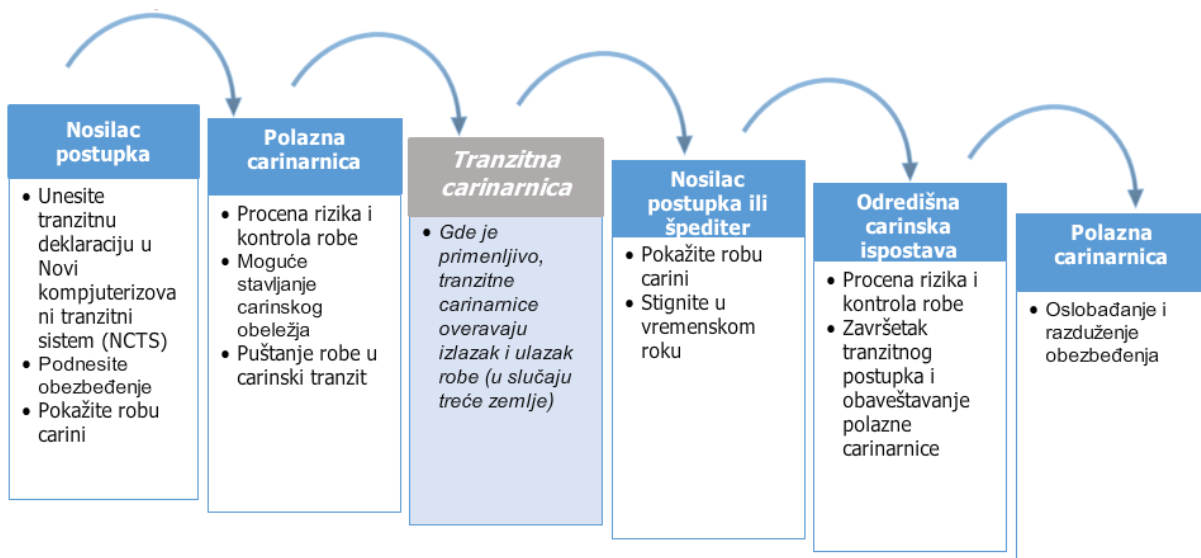 Nosilac
postupka
• Unesite
tranzitnu
deklaraciju u
Novi
kompjuterizova
ni tranzitni
sistem (NCTS)
• Podnesite
obezbeđenje
• Pokažite robu
carini
Polazna
carinarnica
• Procena rizika i
kontrola robe
• Moguće
stavljanje
carinskog
obeležja
• Puštanje robe u
carinski tranzit
Tranzitna
carinarnica
• Gde je
primenljivo,
tranzitne
carinarnice
overavaju
izlazak i ulazak
robe (u slučaju
treće zemlje)
Nosilac
postupka ili
špediter
• Pokažite robu
carini
• Stignite u
vremenskom
roku
Odredišna
carinska
ispostava
• Procena rizika i
kontrola robe
• Završetak
tranzitnog
postupka i
obaveštavanje
polazne
carinarnice
Polazna
carinarnica
• Oslobađanje i
razduženje
obezbeđenja